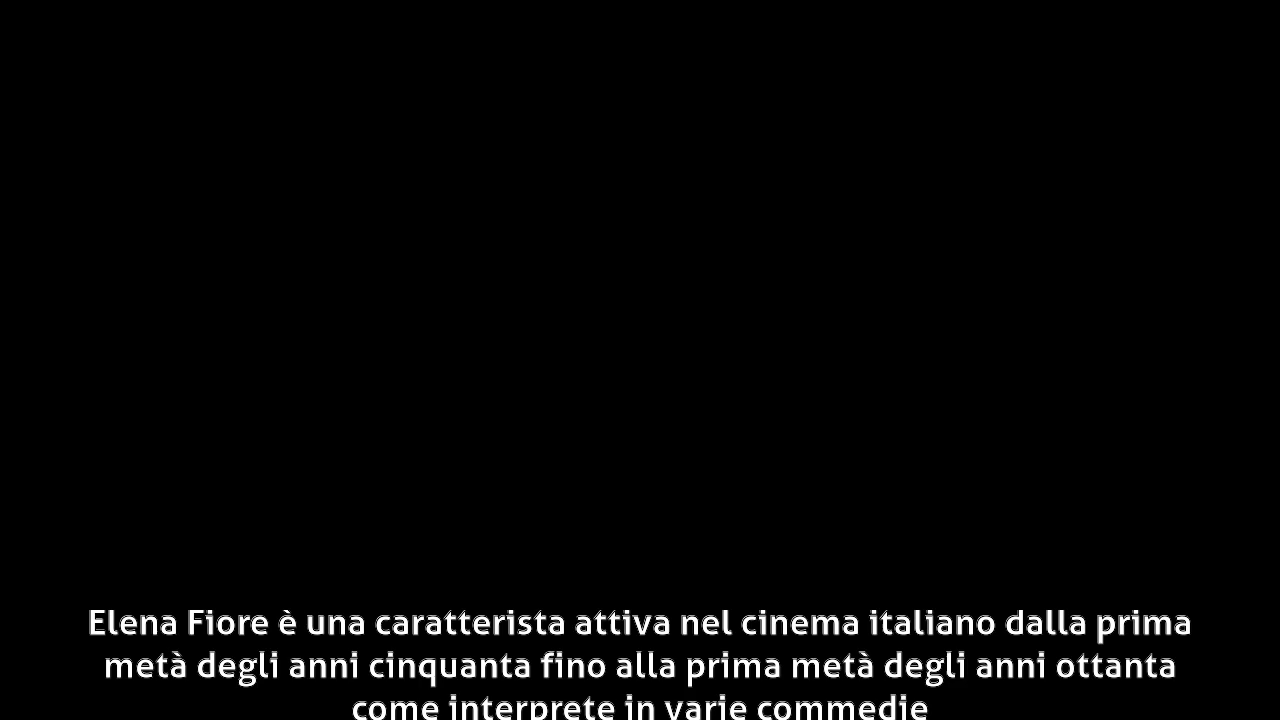 Elena Fiore è una caratterista attiva nel cinema italiano dalla prima
metà degli anni cinquanta fino alla prima metà degli anni ottanta
come interprete in varie commedie